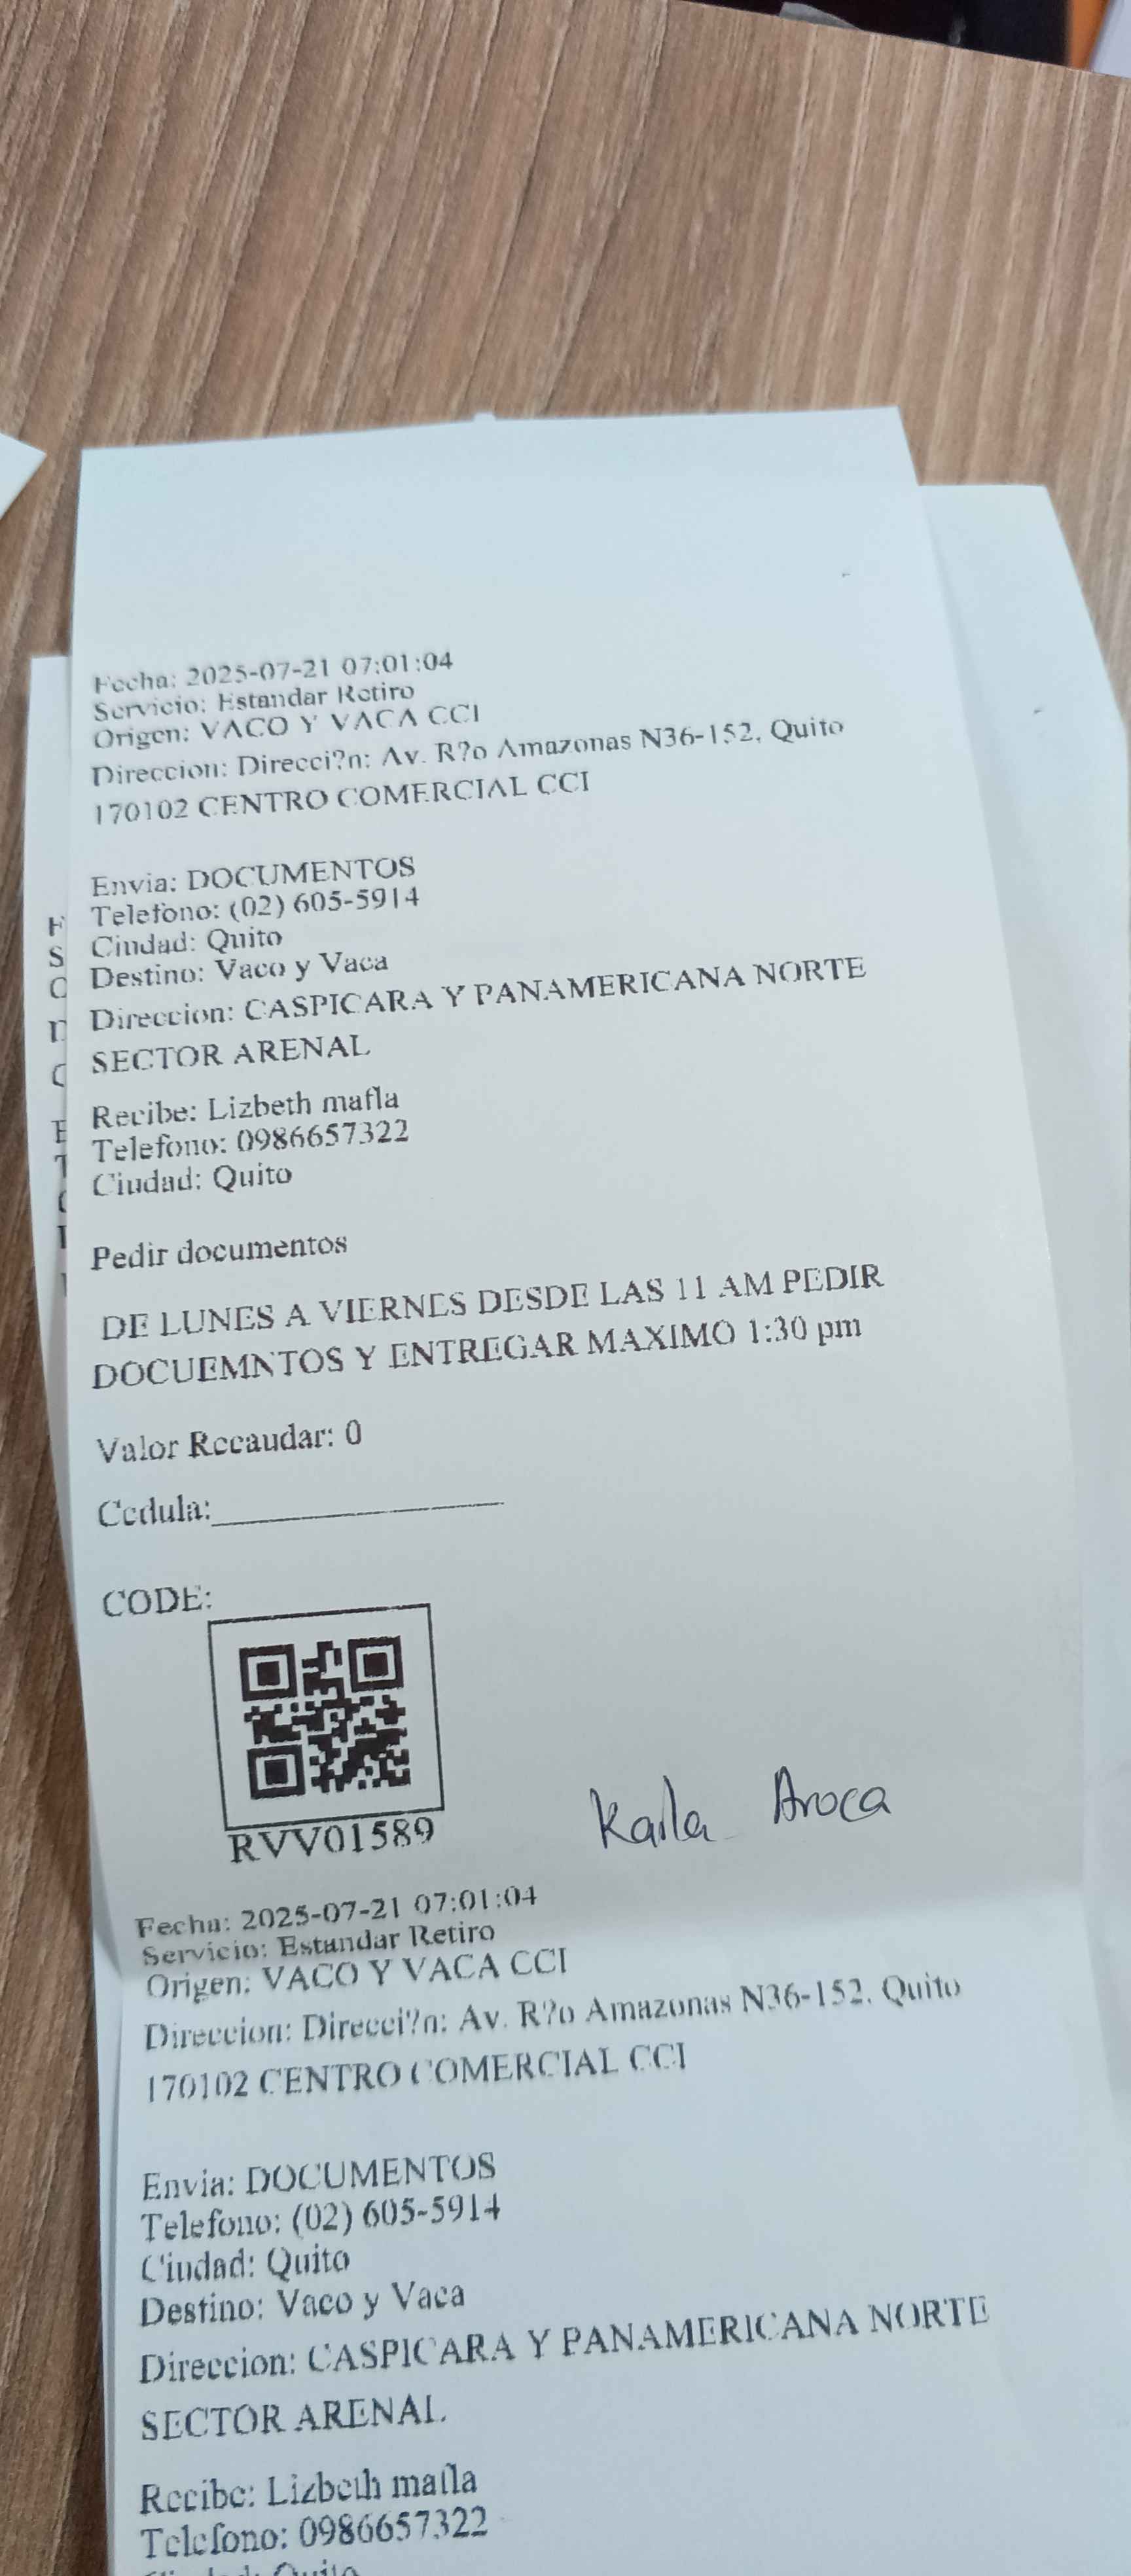 Fecha: 2025-07-21 07:01:04
Servicio: Estandar Retiro
Origen: VACO Y VACA CCI
Direccion: Direcci?n: Av. R?o Amazonas N36-152, Quito
170102 CENTRO COMERCIAL CCI
Envia: DOCUMENTOS
Telefono: (02) 605-5914
Ciudad: Quito
Destino: Vaco y Vaca
Direccion: CASPICARA Y PANAMERICANA NORTE
SECTOR ARENAL
Recibe: Lizbeth mafla
Telefono: 0986657322
Ciudad: Quito
Pedir documentos
DE LUNES A VIERNES DESDE LAS 11 AM PEDIR
DOCUEMNTOS Y ENTREGAR MAXIMO 1:30 pm
Valor Recaudar: 0
Cedula:
CODE:
RVV01589
Karla Aroca
Fecha: 2025-07-21 07:01:04
Servicio: Estandar Retiro
Origen: VACO Y VACA CCI
Direccion: Direcci?n: Av. R?o Amazonas N36-152, Quito
170102 CENTRO COMERCIAL CCI
Envia: DOCUMENTOS
Telefono: (02) 605-5914
Ciudad: Quito
Destino: Vaco y Vaca
Direccion: CASPICARA Y PANAMERICANA NORTE
SECTOR ARENAL
Recibe: Lizbeth mafla
Telefono: 0986657322
Ciudad: Quito